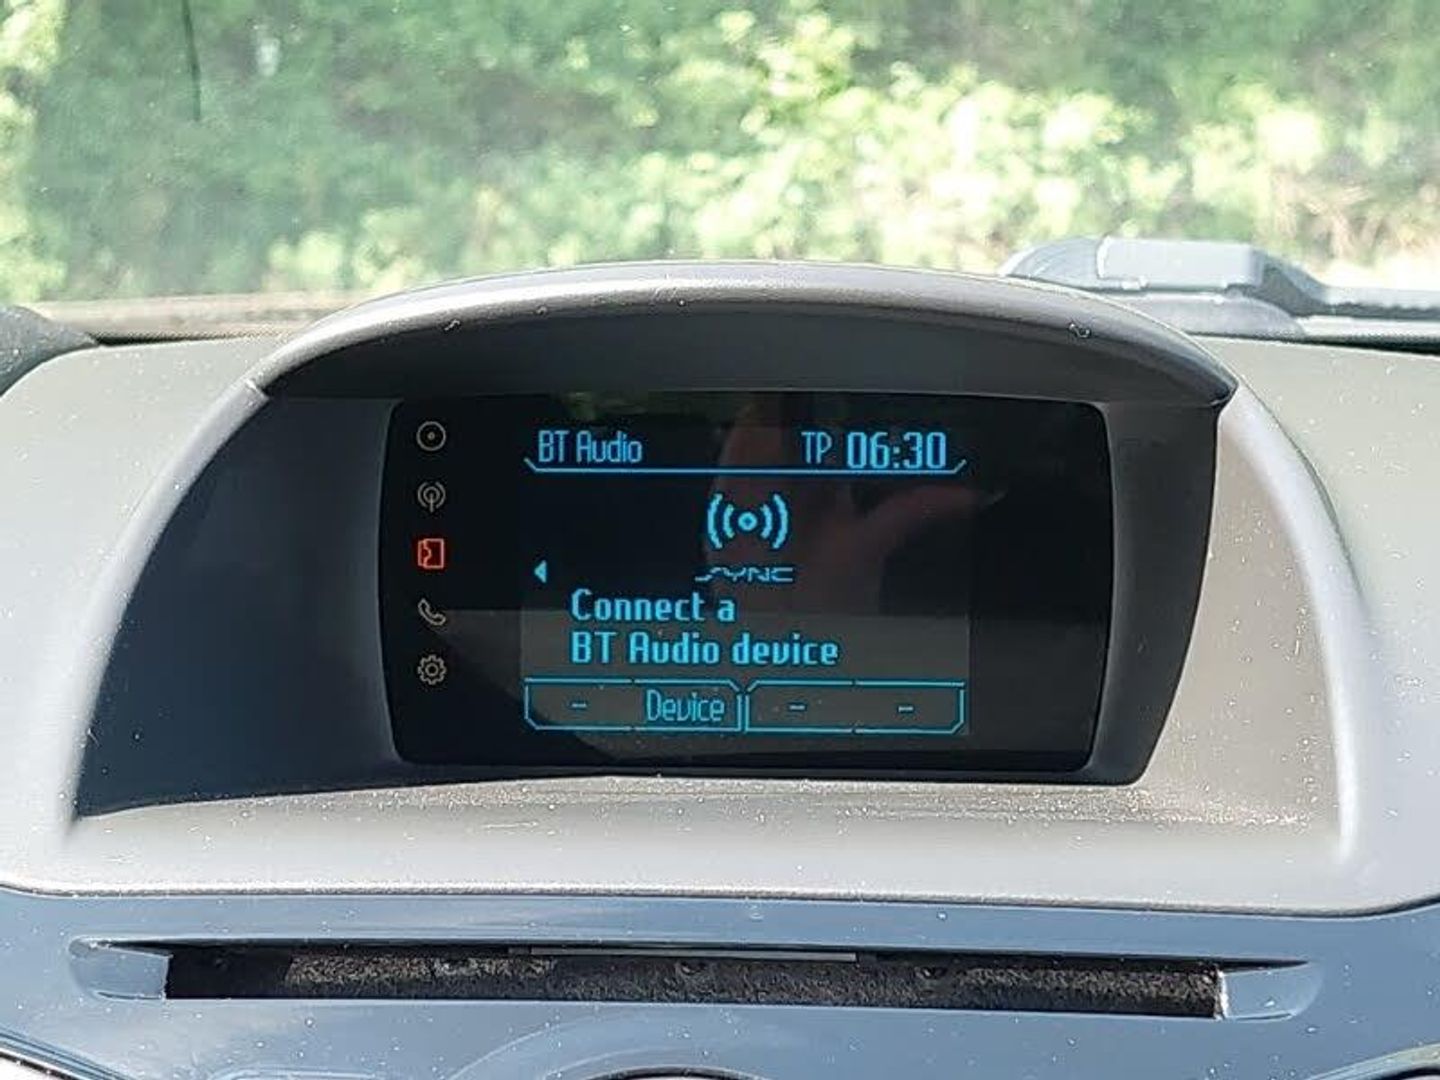 BT Audio TP 06:30
SYNC
Connect a
BT Audio device
- Device - -